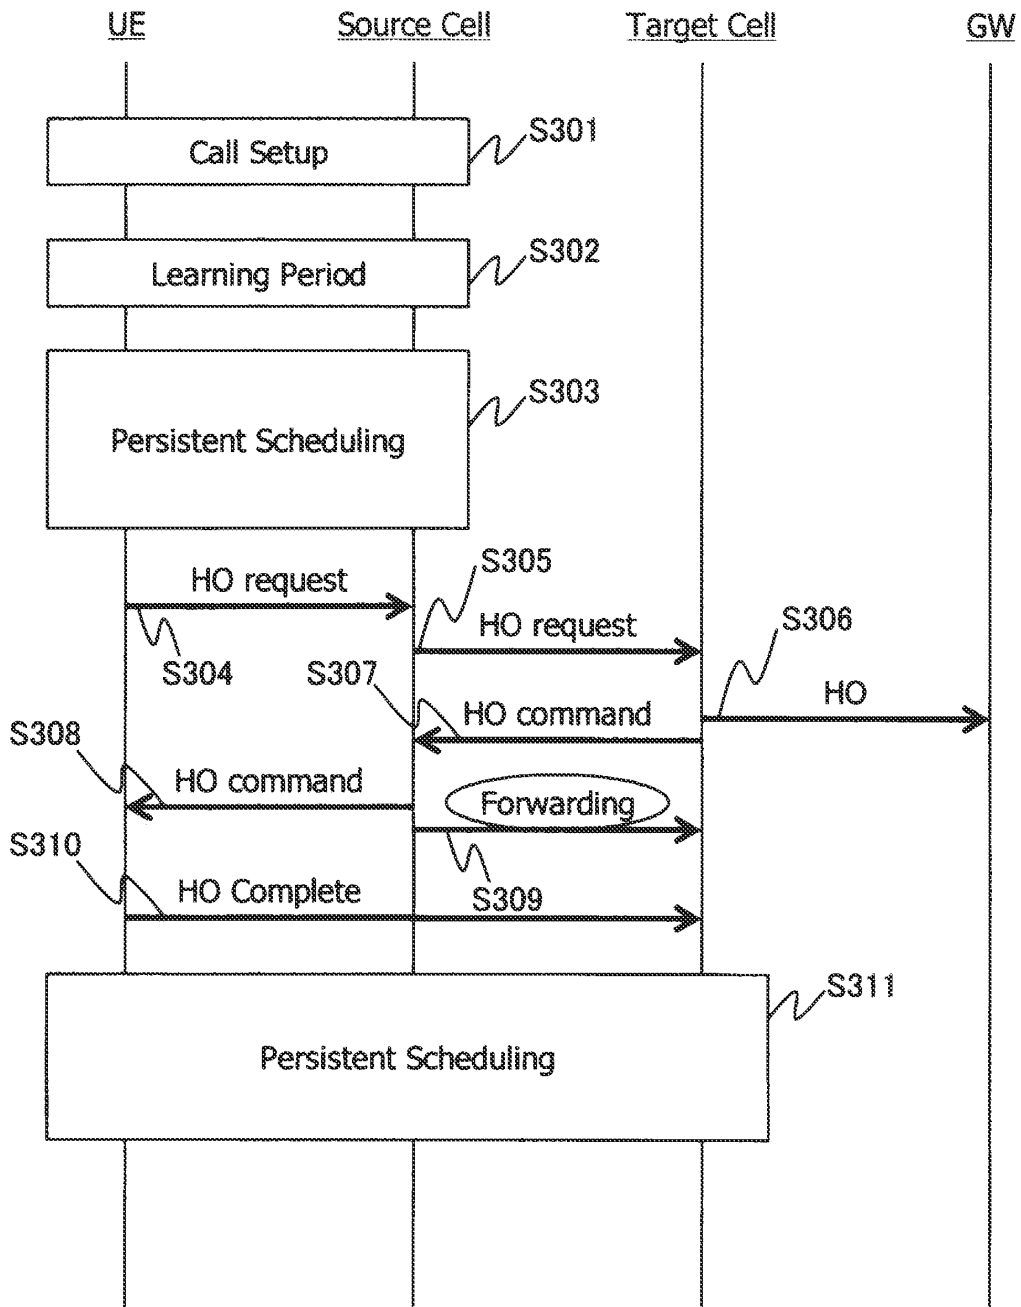 UE
Source Cell
Target Cell
GW
Call Setup
S301
Learning Period
S302
Persistent Scheduling
S303
HO request
S304
S305
HO request
S306
HO
S307
HO command
S308
HO command
Forwarding
S309
S310
HO Complete
Persistent Scheduling
S311